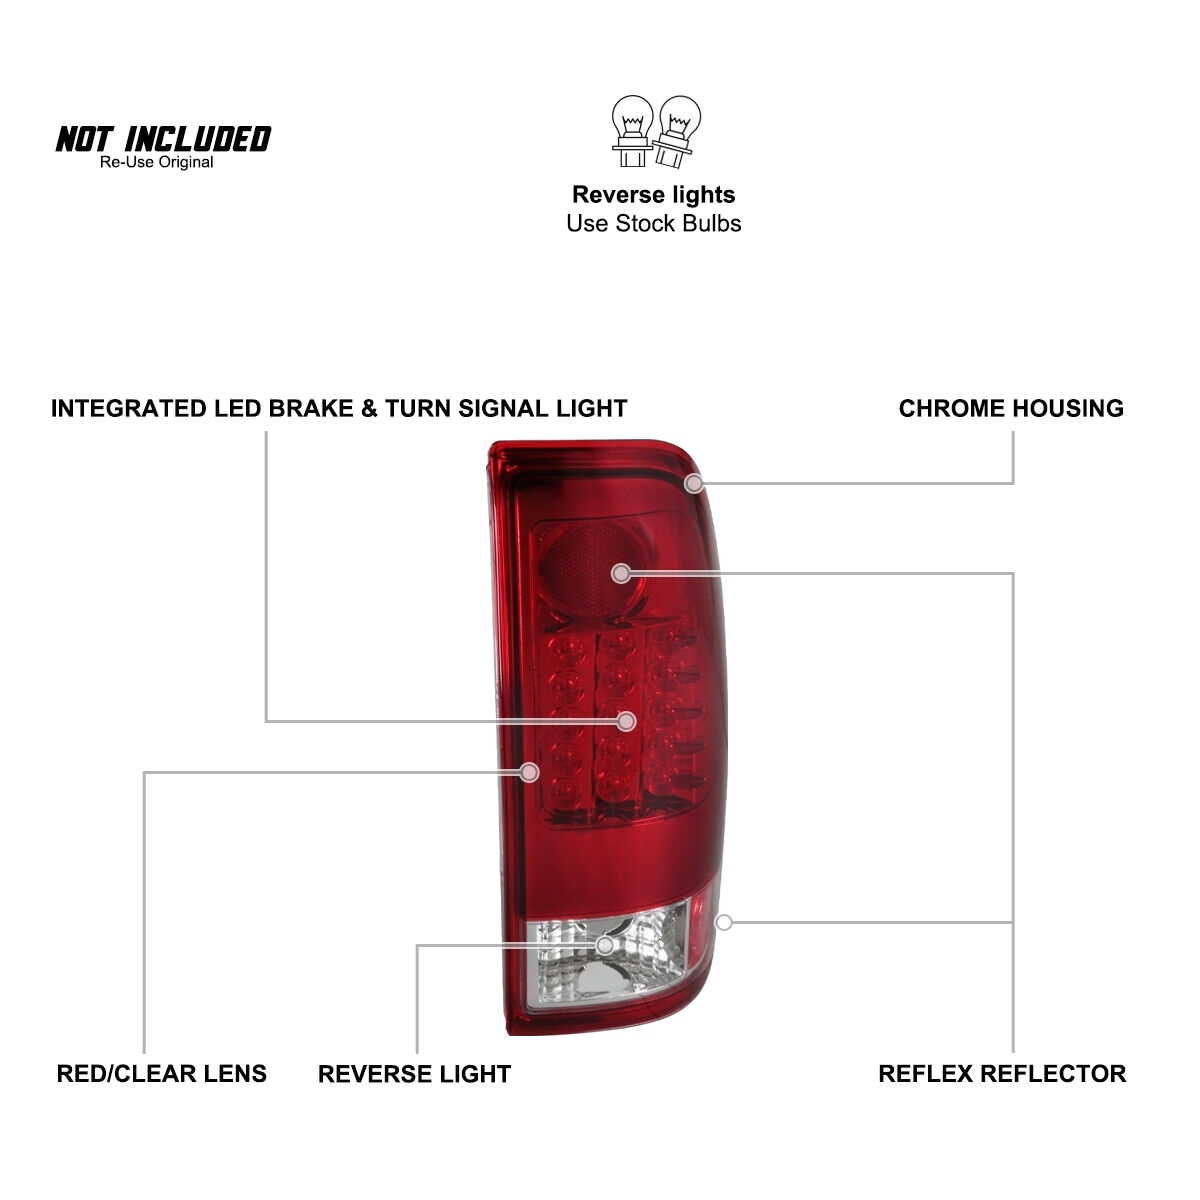 NOT INCLUDED
Re-Use Original
Reverse lights
Use Stock Bulbs
INTEGRATED LED BRAKE & TURN SIGNAL LIGHT
CHROME HOUSING
RED/CLEAR LENS
REVERSE LIGHT
REFLEX REFLECTOR